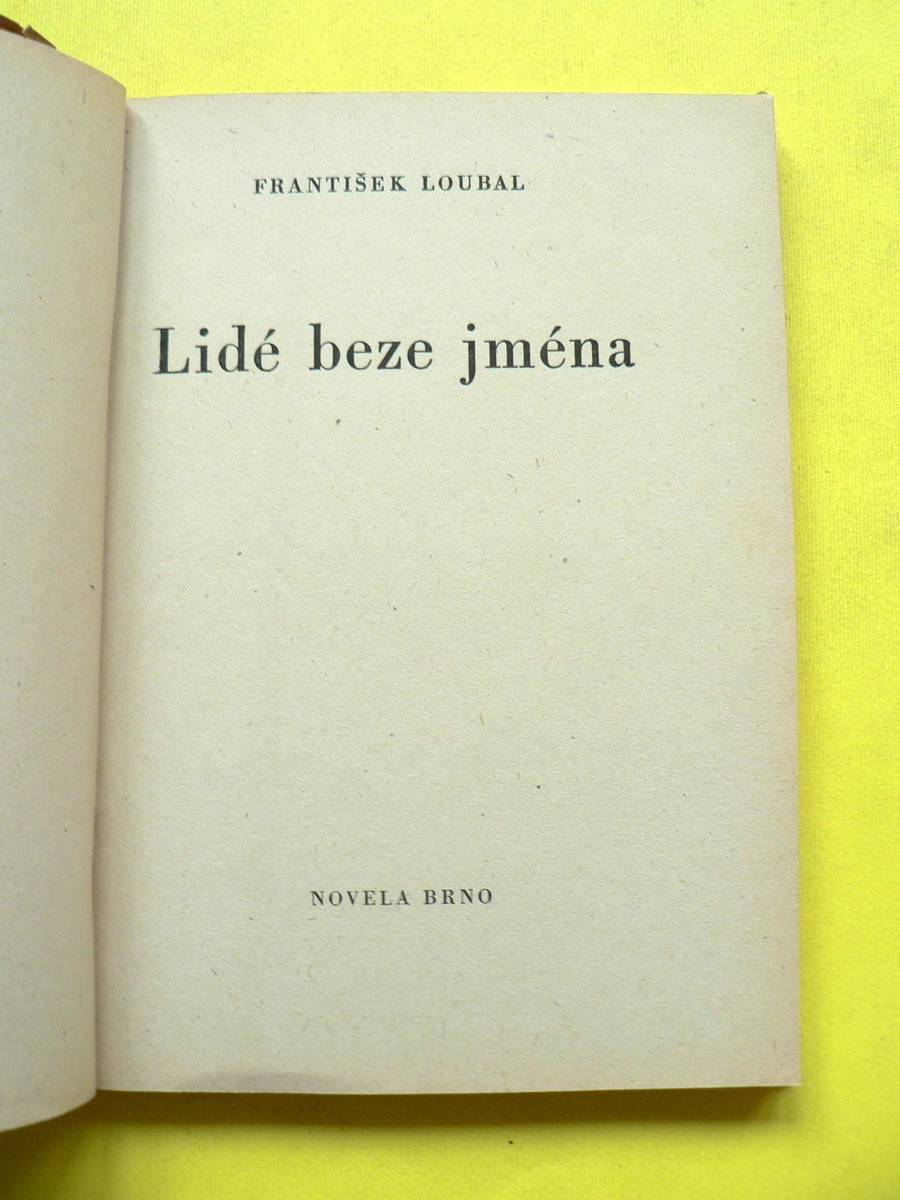 FRANTIŠEK LOUBAL
Lidé beze jména
NOVELA BRNO